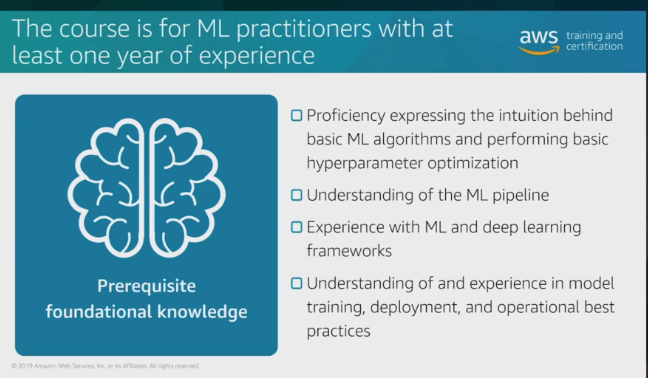 The course is for ML practitioners with at
least one year of experience
aws training and
certification
Proficiency expressing the intuition behind
basic ML algorithms and performing basic
hyperparameter optimization
Understanding of the ML pipeline
Experience with ML and deep learning
frameworks
Understanding of and experience in model
training, deployment, and operational best
practices
Prerequisite
foundational knowledge
© 2019 Amazon Web Services, Inc. or its Affiliates. All rights reserved.